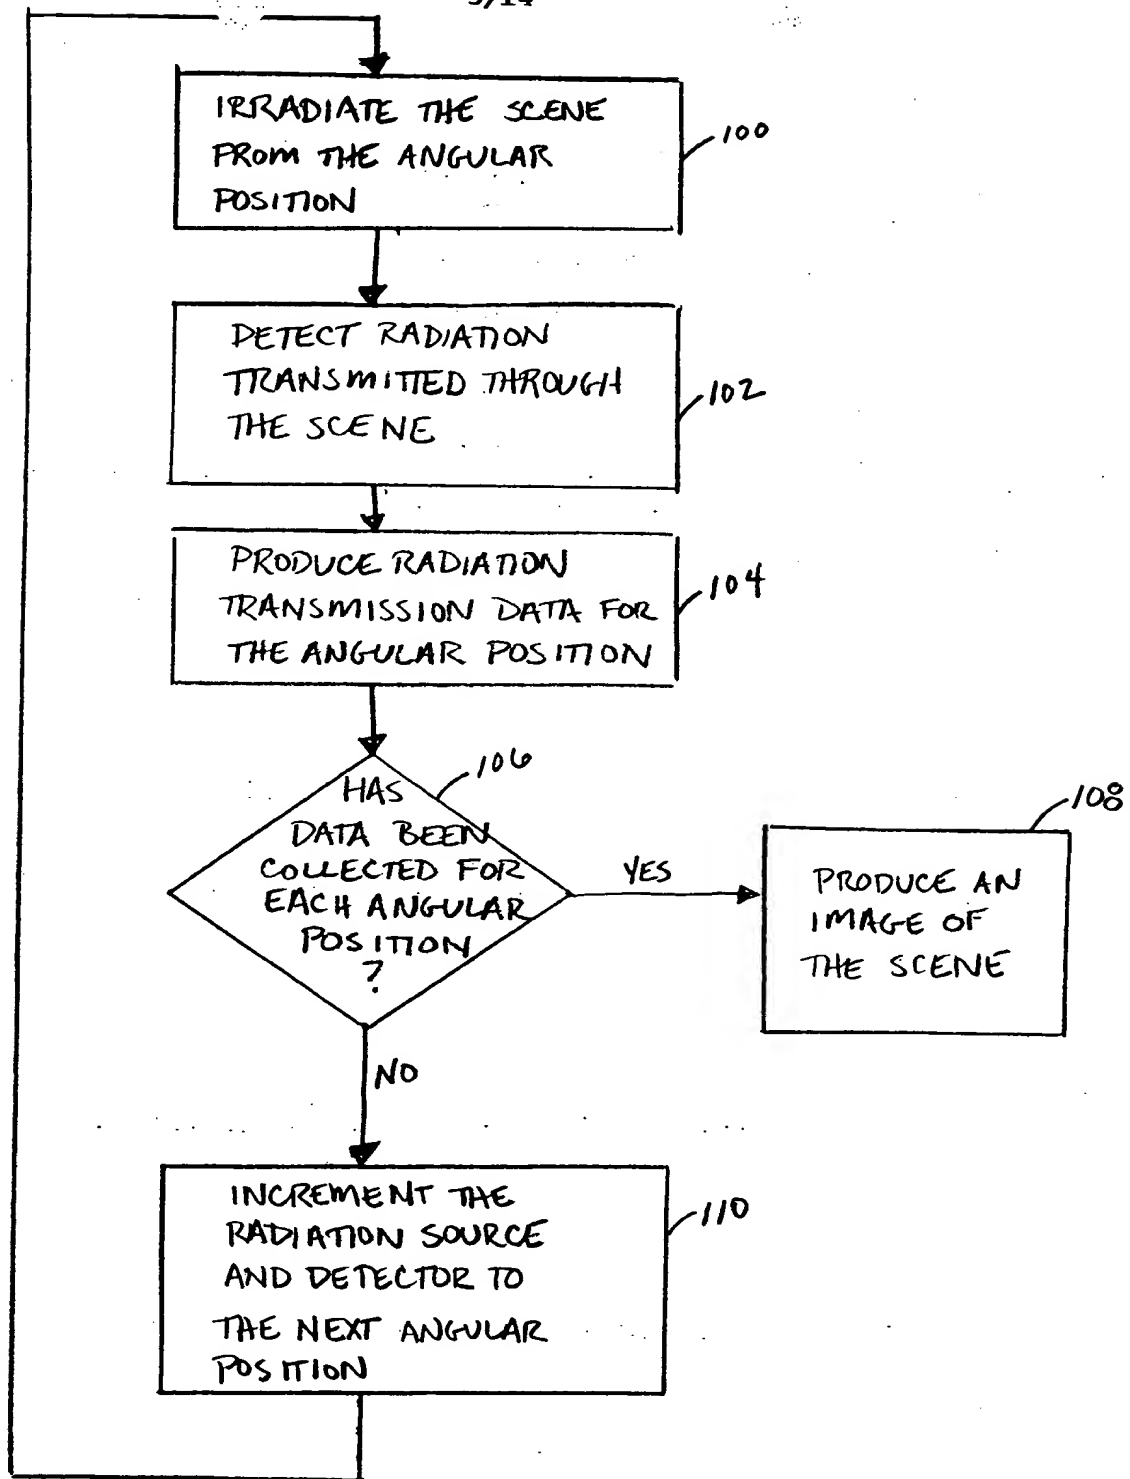 IRRADIATE THE SCENE
FROM THE ANGULAR
POSITION
100
DETECT RADIATION
TRANSMITTED THROUGH
THE SCENE
102
PRODUCE RADIATION
TRANSMISSION DATA FOR
THE ANGULAR POSITION
104
106
HAS
DATA BEEN
COLLECTED FOR
EACH ANGULAR
POSITION
?
YES
108
PRODUCE AN
IMAGE OF
THE SCENE
NO
INCREMENT THE
RADIATION SOURCE
AND DETECTOR TO
THE NEXT ANGULAR
POSITION
110